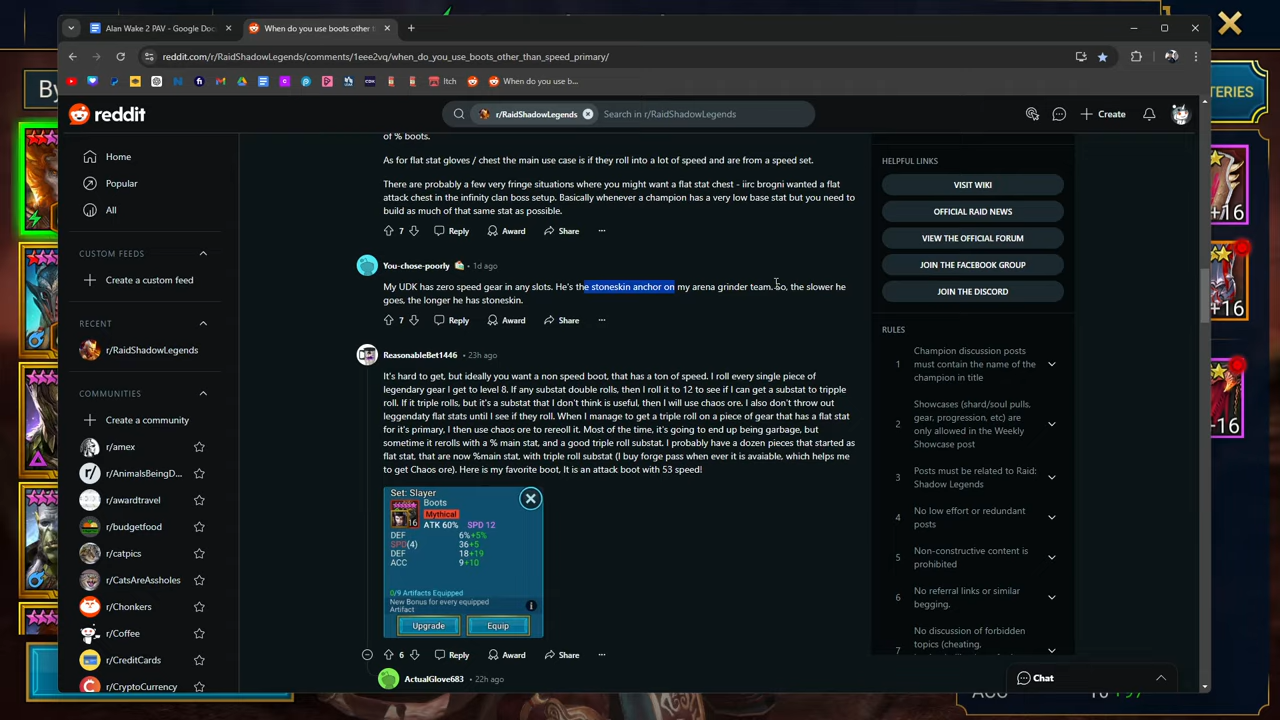 Alan Wake 2 PAV - Google Doc
When do you use boots other t
reddit.com/r/RaidShadowLegends/comments/1eee2vq/when_do_you_use_boots_other_than_speed_primary/
Itch
When do you use b...
By
TERIES
reddit
r/RaidShadowLegends
Search in r/RaidShadowLegends
Create
Home
Popular
All
CUSTOM FEEDS
Create a custom feed
RECENT
r/RaidShadowLegends
COMMUNITIES
Create a community
r/amex
r/AnimalsBeingD...
r/awardtravel
r/budgetfood
r/catpics
r/CatsAreAssholes
r/Chonkers
r/Coffee
r/CreditCards
r/CryptoCurrency
of % boots.
As for flat stat gloves / chest the main use case is if they roll into a lot of speed and are from a speed set.
There are probably a few very fringe situations where you might want a flat stat chest - iirc brogni wanted a flat
attack chest in the infinity clan boss setup. Basically whenever a champion has a very low base stat but you need to
build as much of that same stat as possible.
7 Reply Award Share
You-chose-poorly • 1d ago
My UDK has zero speed gear in any slots. He's the stoneskin anchor on my arena grinder team. So, the slower he
goes, the longer he has stoneskin.
7 Reply Award Share
ReasonableBet1446 • 23h ago
It's hard to get, but ideally you want a non speed boot, that has a ton of speed. I roll every single piece of
legendary gear I get to level 8. If any substat double rolls, then I roll it to 12 to see if I can get a substat to tripple
roll. If it triple rolls, but it's a substat that I don't think is useful, then I will use chaos ore. I also don't throw out
leggendaty flat stats until I see if they roll. When I manage to get a triple roll on a piece of gear that has a flat stat
for it's primary, I then use chaos ore to reroll it. Most of the time, it's going to end up being garbage, but
sometime it rerolls with a % main stat, and a good triple roll substat. I probably have a dozen pieces that started as
flat stat, that are now %main stat, with triple roll substat (I buy forge pass when ever it is avaiable, which helps me
to get Chaos ore). Here is my favorite boot, It is an attack boot with 53 speed!
Set: Slayer
Boots
Mythical
16
ATK 60% SPD 12
DEF 6%+5%
SPD(4) 36+5
DEF 18+19
ACC 9+10
0/9 Artifacts Equipped
New Bonus for every equipped
Artifact
Upgrade Equip
6 Reply Award Share
ActualGlove683 • 22h ago
HELPFUL LINKS
VISIT WIKI
OFFICIAL RAID NEWS
VIEW THE OFFICIAL FORUM
JOIN THE FACEBOOK GROUP
JOIN THE DISCORD
RULES
1 Champion discussion posts
must contain the name of the
champion in title
2 Showcases (shard/soul pulls,
gear, progression, etc) are
only allowed in the Weekly
Showcase post
3 Posts must be related to Raid:
Shadow Legends
4 No low effort or redundant
posts
5 Non-constructive content is
prohibited
6 No referral links or similar
begging.
7 No discussion of forbidden
topics (cheating,
Chat
+16
+16
+16